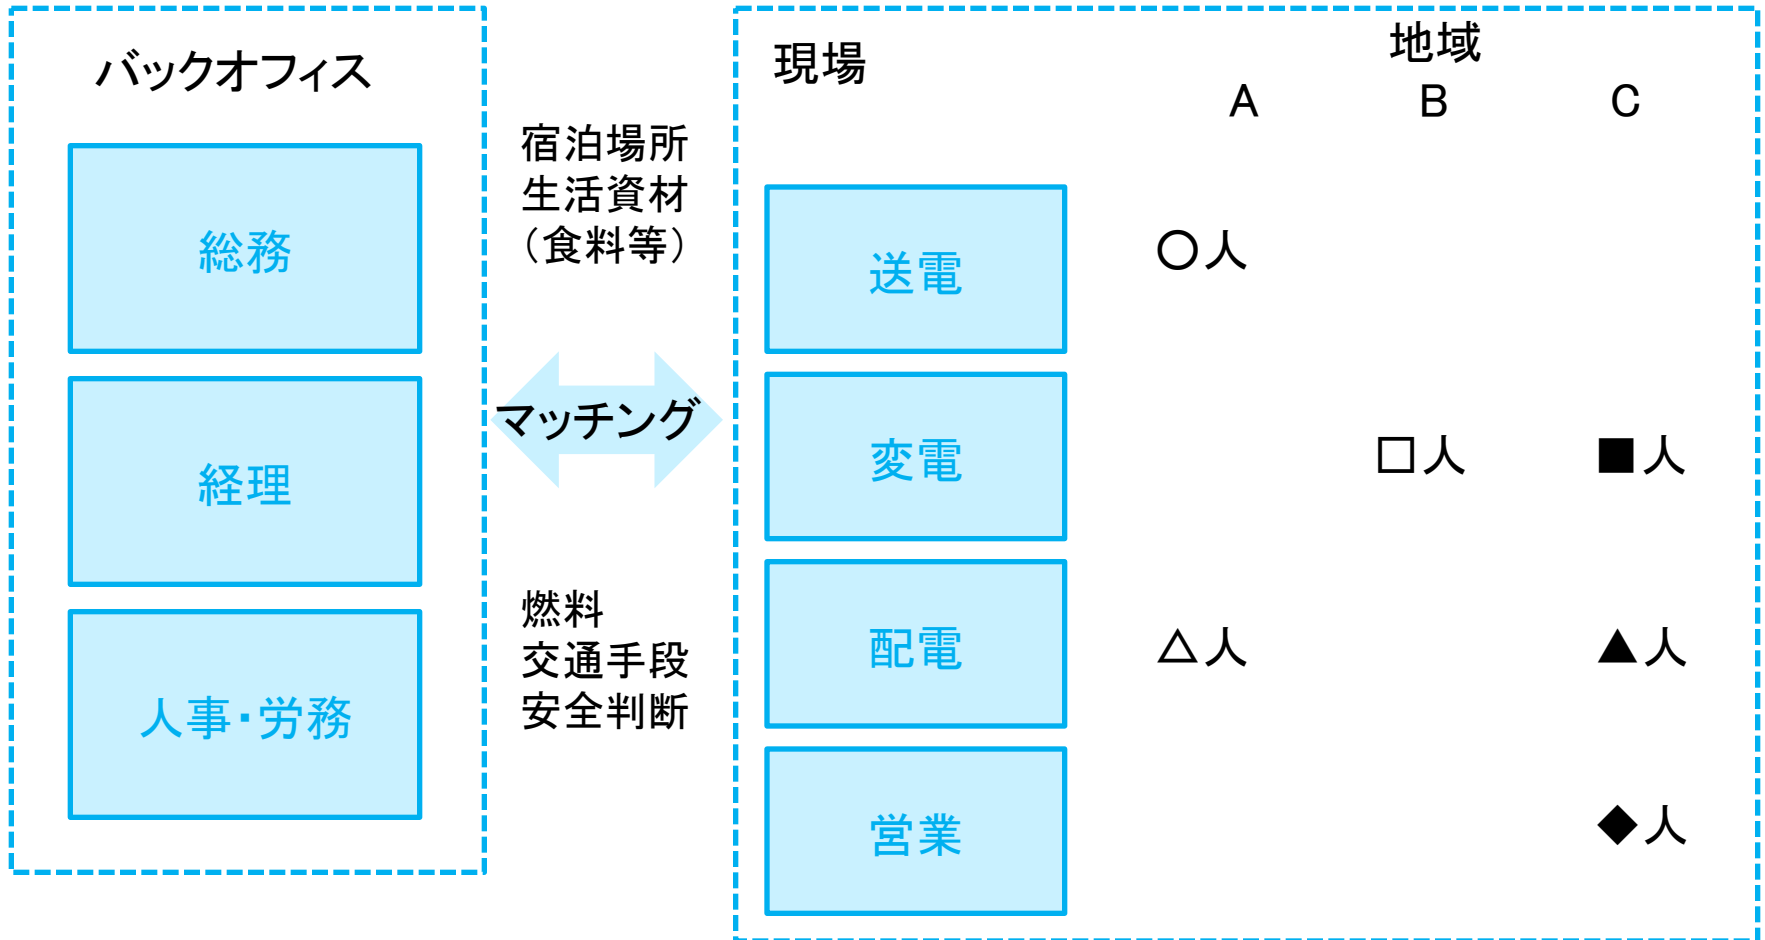 バックオフィス
総務
経理
人事・労務
宿泊場所
生活資材
（食料等）
マッチング
燃料
交通手段
安全判断
現場
地域
A B C
送電 〇人
変電 □人 ■人
配電 △人 ▲人
営業 ◆人